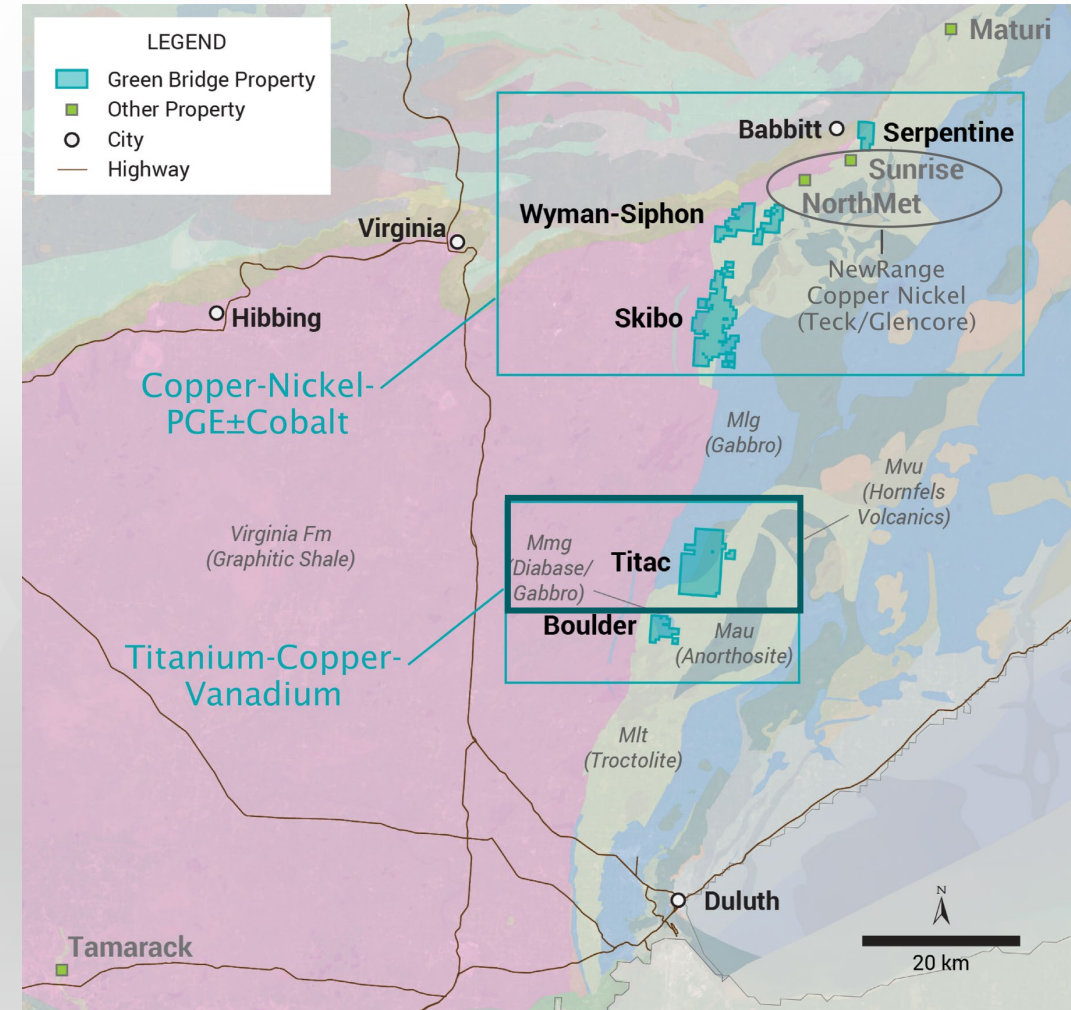 LEGEND
Green Bridge Property
Other Property
City
Highway
Maturi
Babbitt
Serpentine
Sunrise
NorthMet
Wyman-Siphon
Virginia
NewRange
Copper Nickel
(Teck/Glencore)
Hibbing
Skibo
Copper-Nickel-
PGE±Cobalt
Mlg
(Gabbro)
Mvu
(Hornfels
Volcanics)
Virginia Fm
(Graphitic Shale)
Mmg
(Diabase/
Gabbro)
Titac
Boulder
Mau
(Anorthosite)
Titanium-Copper-
Vanadium
Mlt
(Troctolite)
Duluth
N
20 km
Tamarack